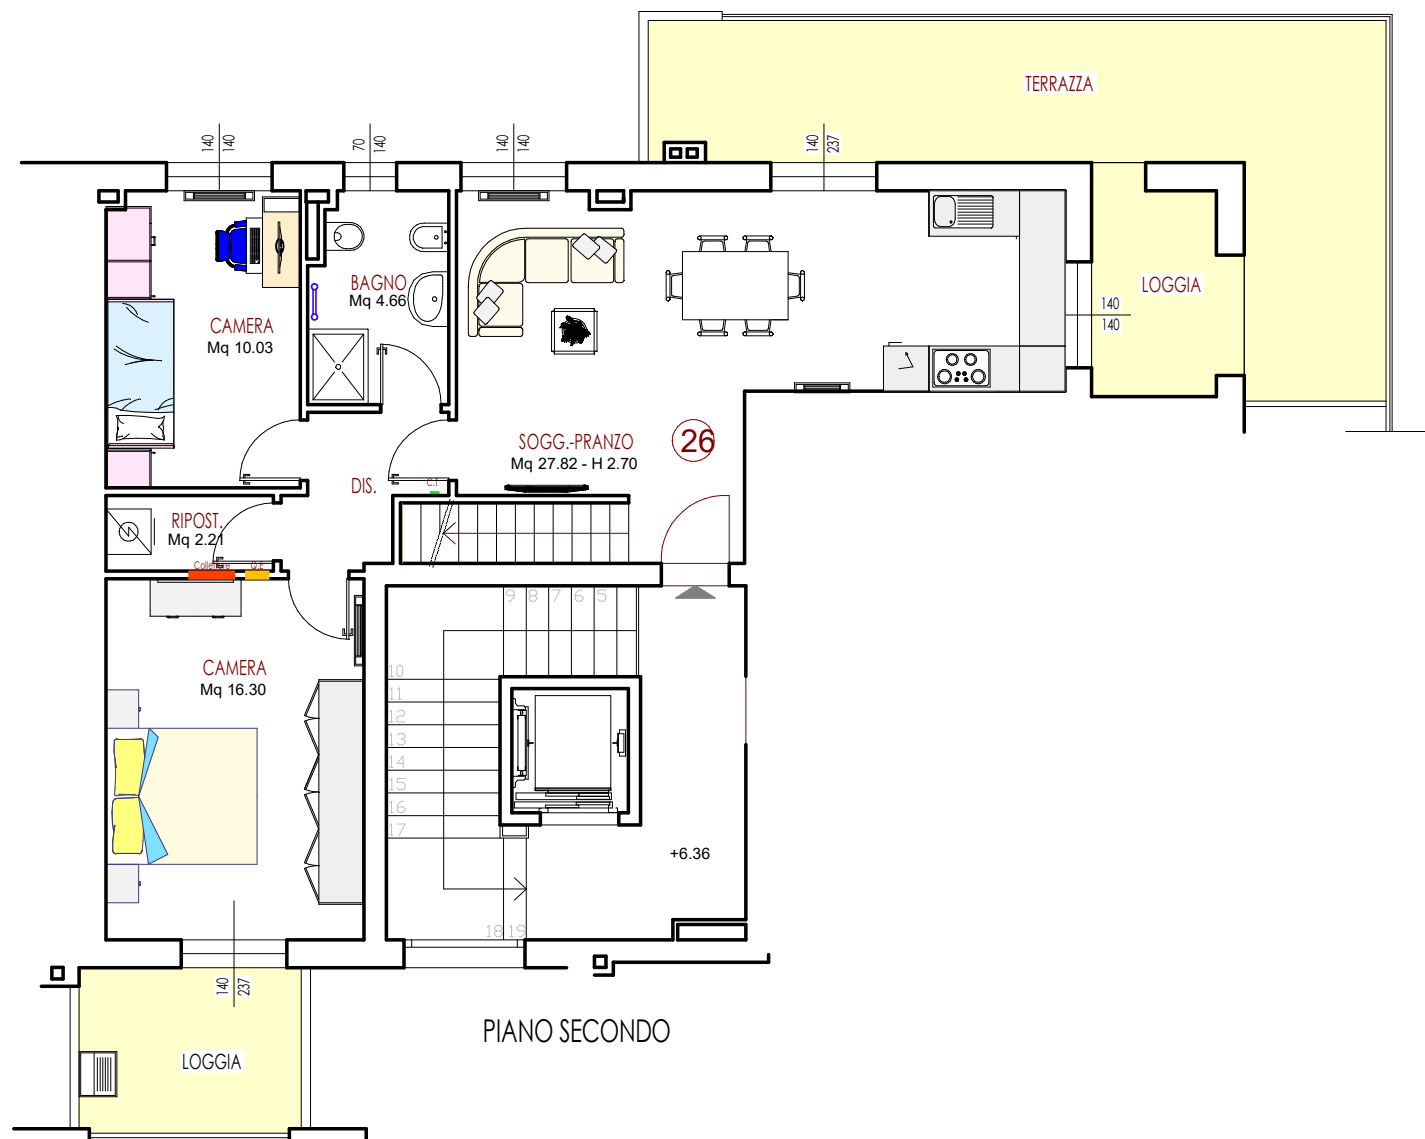 TERRAZZA
140
140
70
140
140
140
140
237
LOGGIA
140
140
BAGNO
Mq 4.66
CAMERA
Mq 10.03
SOGG.-PRANZO
Mq 27.82 - H 2.70
26
DIS.
C.T
RIPOST.
Mq 2.21
Collettore
Q.E
9
8
7
6
5
CAMERA
Mq 16.30
10
11
12
13
14
15
16
17
18
19
+6.36
140
237
LOGGIA
PIANO SECONDO